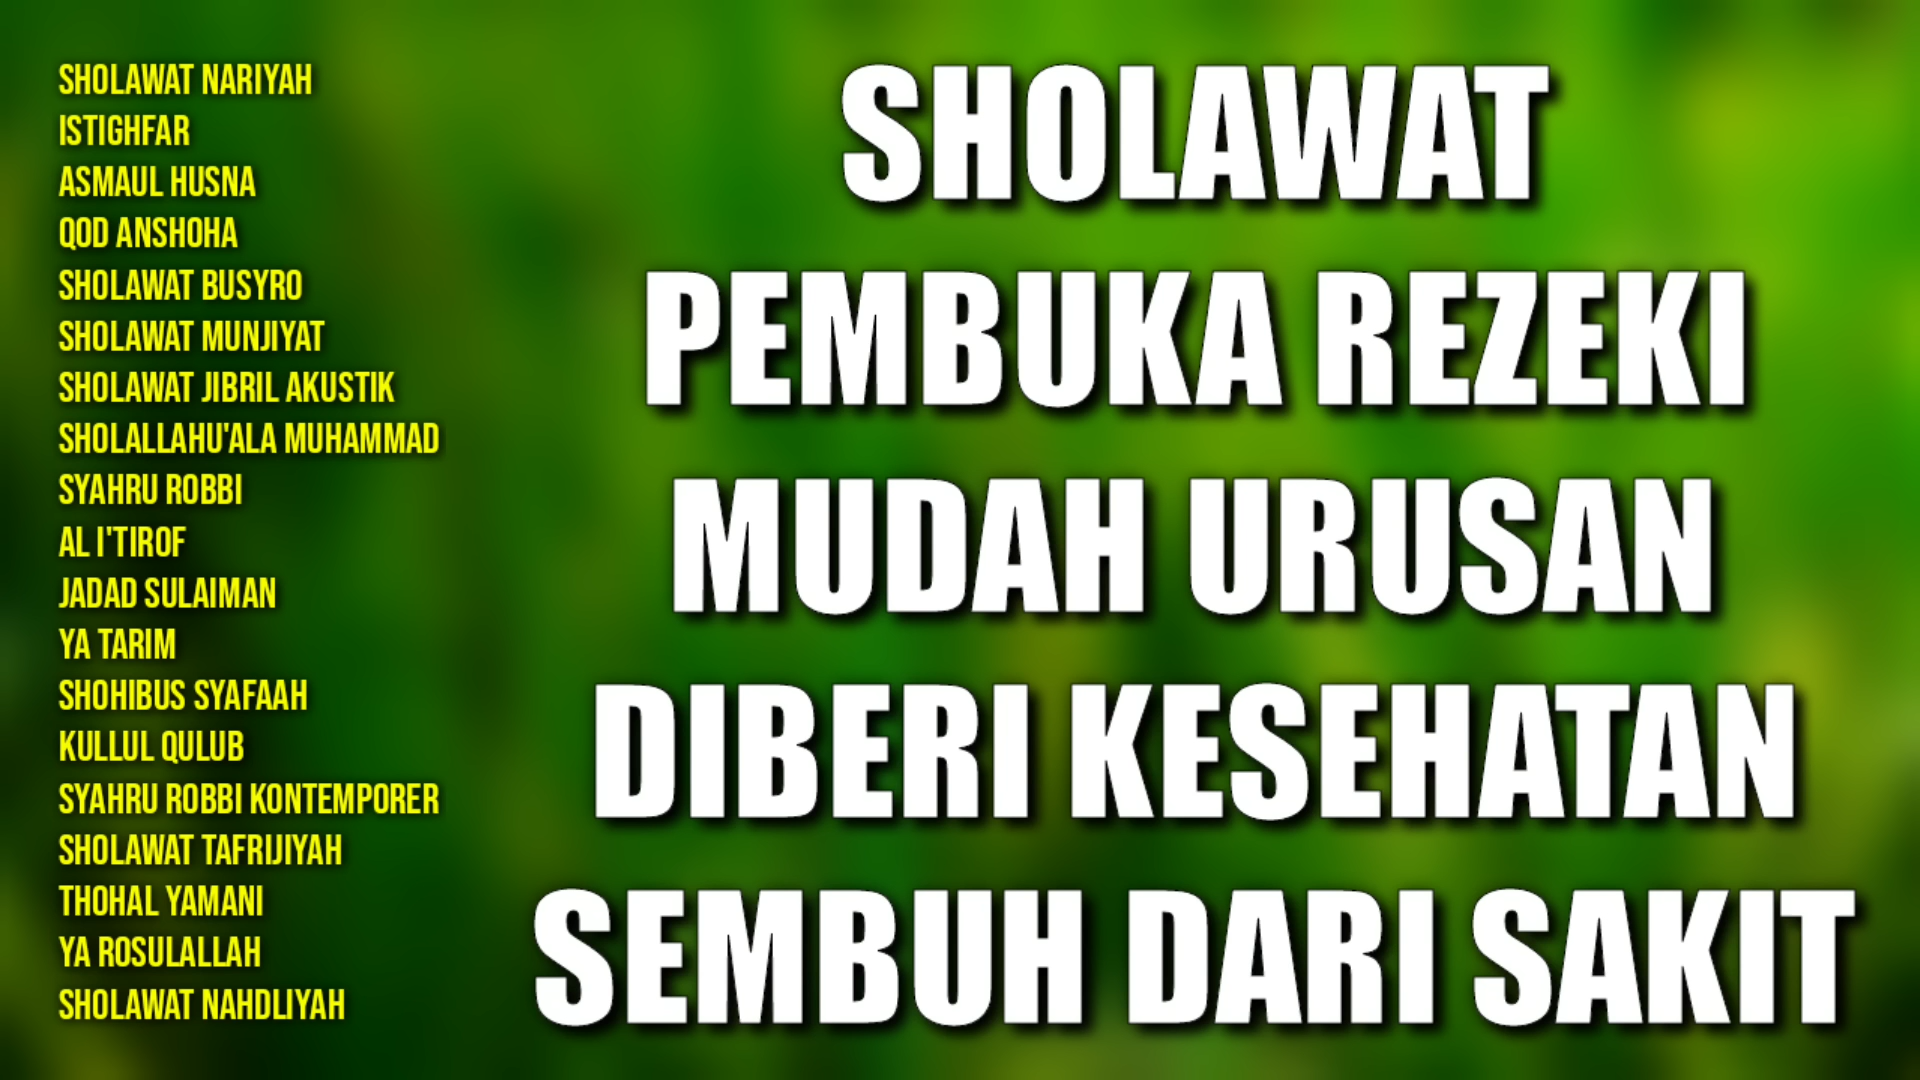 SHOLAWAT NARIYAH
ISTIGHFAR
ASMAUL HUSNA
QOD ANSHOHA
SHOLAWAT BUSYRO
SHOLAWAT MUNJIYAT
SHOLAWAT JIBRIL AKUSTIK
SHOLALLAHU'ALA MUHAMMAD
SYAHRU ROBBI
AL I'TIROF
JADAD SULAIMAN
YA TARIM
SHOHIBUS SYAFAAH
KULLUL QULUB
SYAHRU ROBBI KONTEMPORER
SHOLAWAT TAFRIJIYAH
THOHAL YAMANI
YA ROSULALLAH
SHOLAWAT NAHDLIYAH
SHOLAWAT
PEMBUKA REZEKI
MUDAH URUSAN
DIBERI KESEHATAN
SEMBUH DARI SAKIT